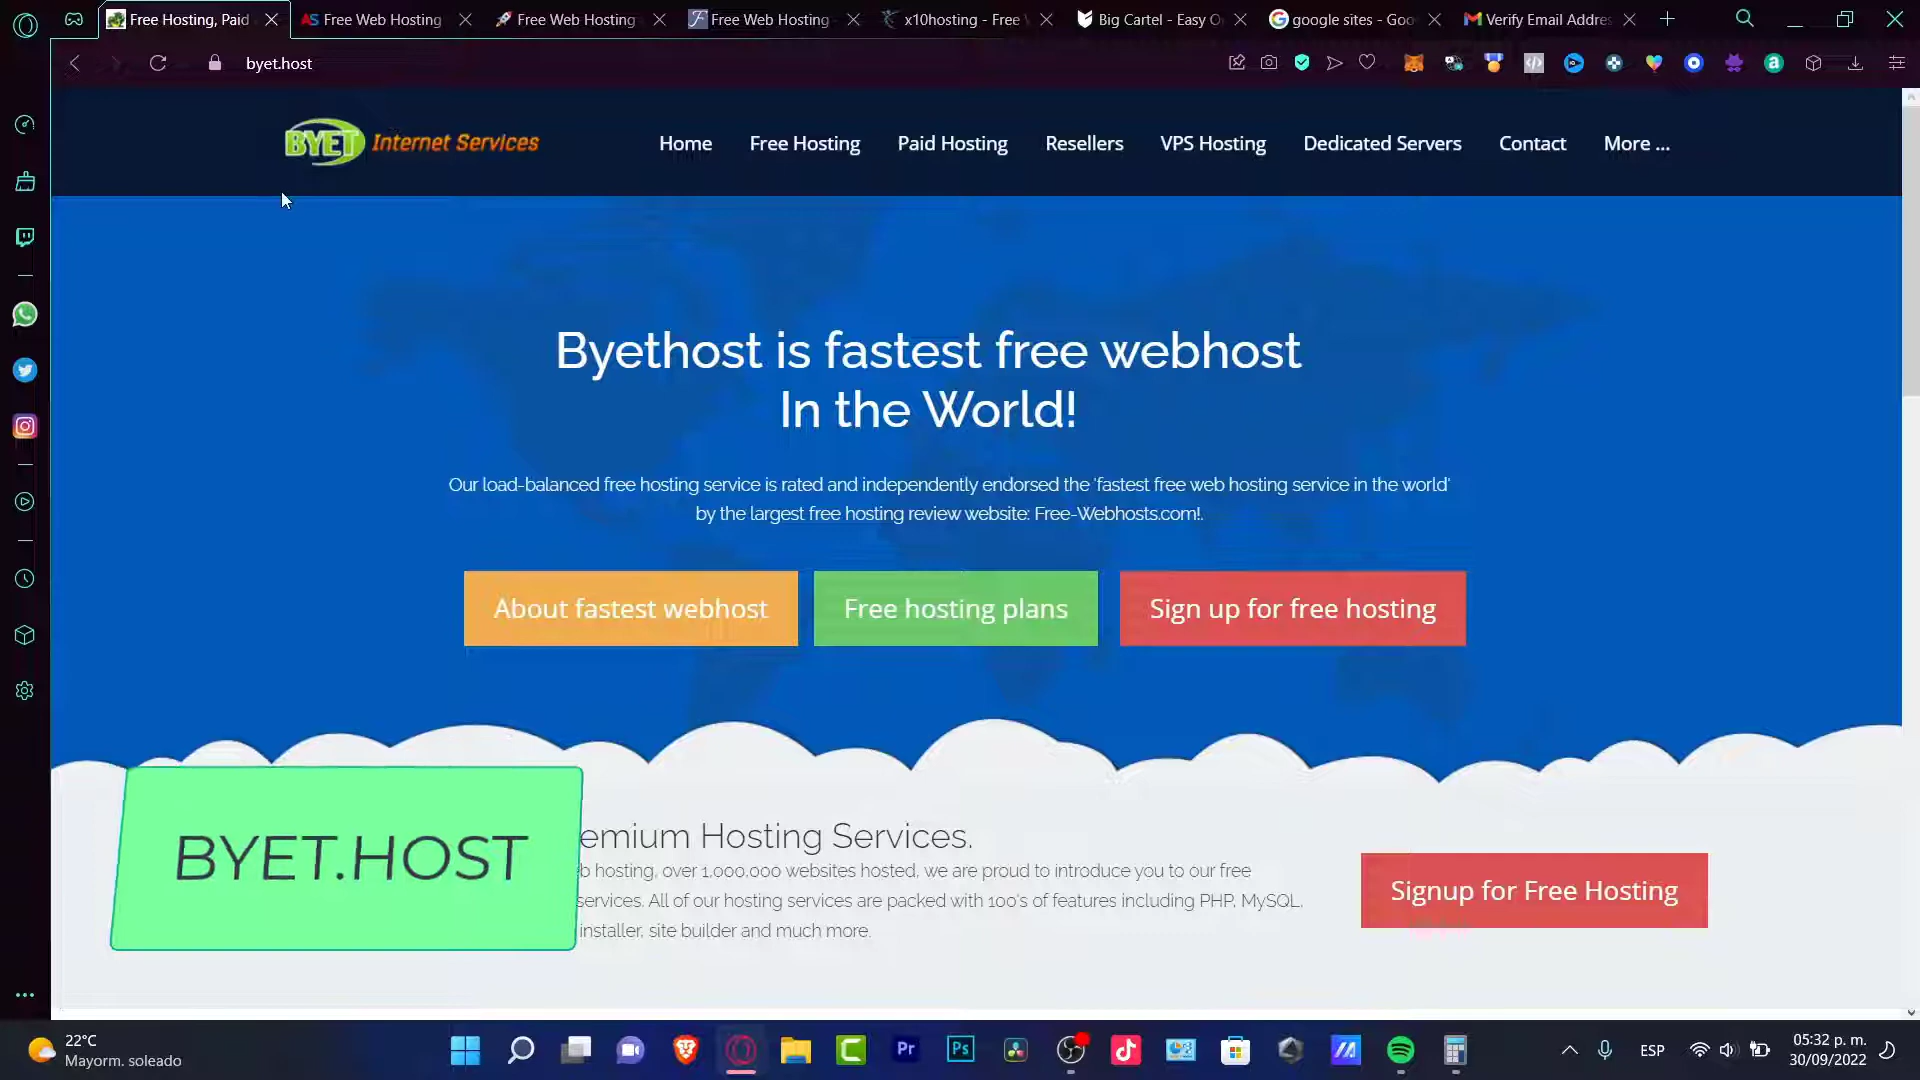 Free Hosting, Paid
Free Web Hosting
Free Web Hosting
Free Web Hosting
x10hosting - Free
Big Cartel - Easy O
google sites - Goo
Verify Email Addres
byet.host
BYET Internet Services
Home
Free Hosting
Paid Hosting
Resellers
VPS Hosting
Dedicated Servers
Contact
More ...
Byethost is fastest free webhost
In the World!
Our load-balanced free hosting service is rated and independently endorsed the 'fastest free web hosting service in the world'
by the largest free hosting review website: Free-Webhosts.com!.
About fastest webhost
Free hosting plans
Sign up for free hosting
BYET.HOST
emium Hosting Services.
b hosting, over 1,000,000 websites hosted, we are proud to introduce you to our free
services. All of our hosting services are packed with 100's of features including PHP, MySQL,
installer, site builder and much more.
Signup for Free Hosting
22°C
Mayorm. soleado
Pr
Ps
ESP
05:32 p. m.
30/09/2022